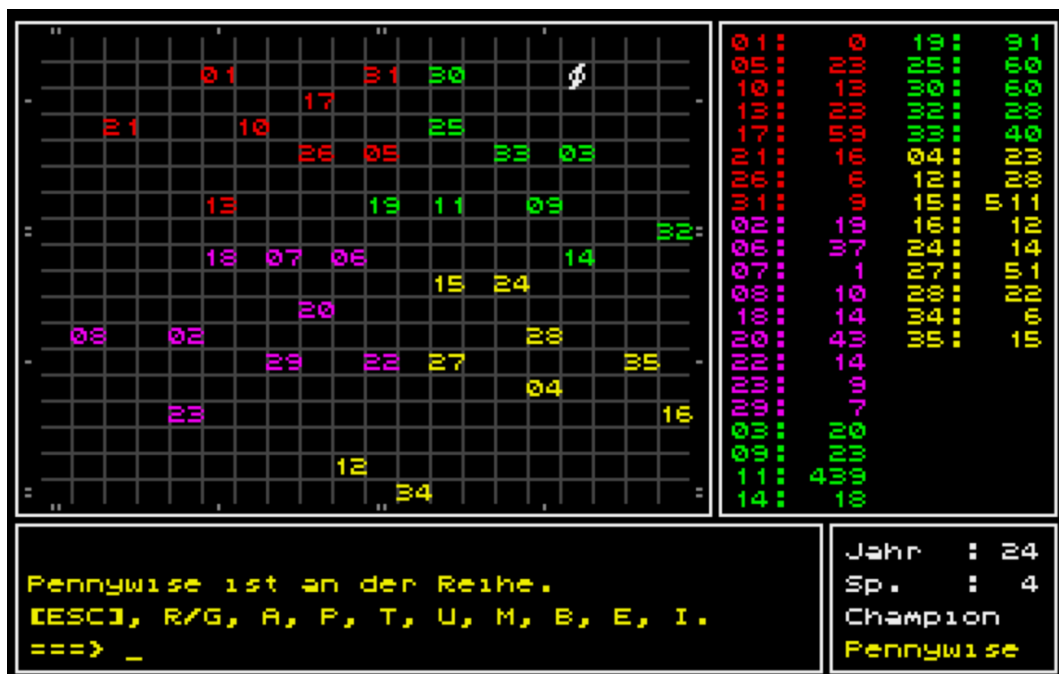 01 31 30
17
21 10 25
26 05 33 03
13 19 11 09
32
18 07 06 14
15 24
20
08 02 28
29 22 27 35
04
23 16
12
34
01: 0 19: 91
05: 23 25: 60
10: 13 30: 60
13: 23 32: 28
17: 59 33: 40
21: 16 04: 23
26: 6 12: 28
31: 9 15: 511
02: 19 16: 12
06: 37 24: 14
07: 1 27: 51
08: 10 28: 22
18: 14 34: 6
20: 43 35: 15
22: 14
23: 9
29: 7
03: 20
09: 23
11: 439
14: 18
Pennywise ist an der Reihe.
[ESC], R/G, A, P, T, U, M, B, E, I.
===> _
Jahr : 24
Sp. : 4
Champion
Pennywise